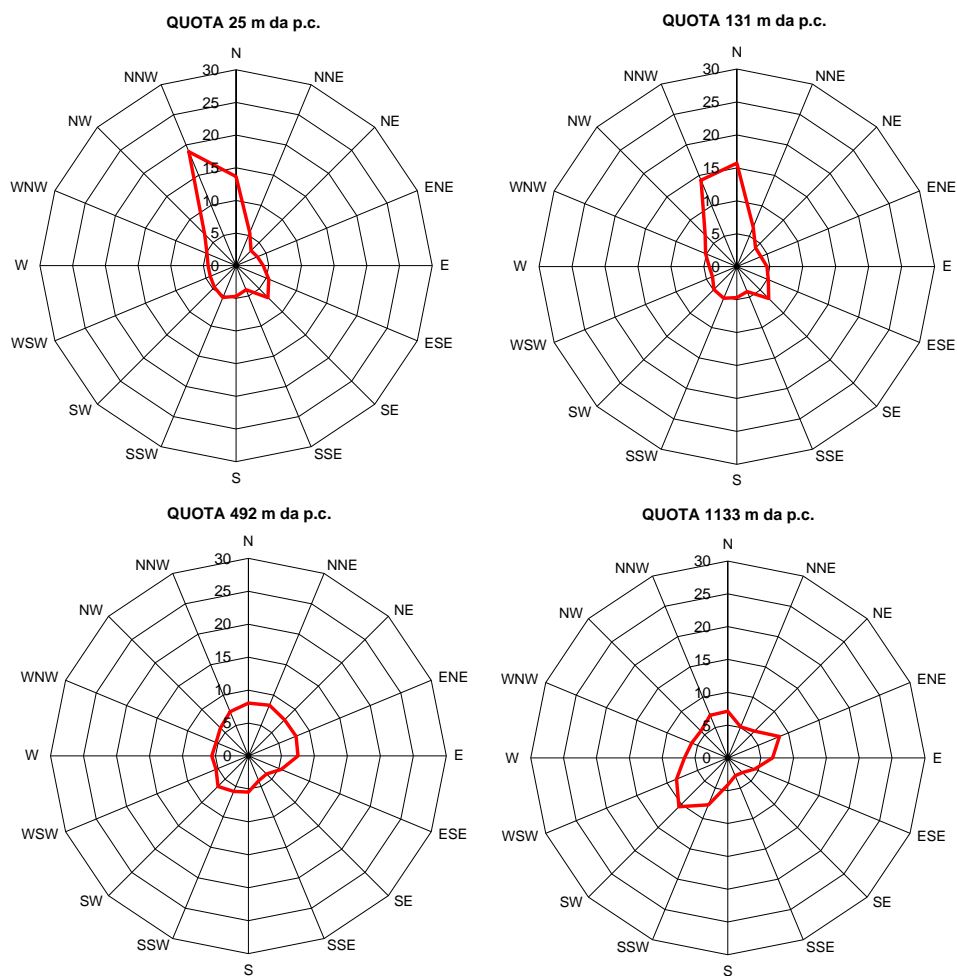 QUOTA 25 m da p.c.
N
NNE
NE
ENE
E
ESE
SE
SSE
S
SSW
SW
WSW
W
WNW
NW
NNW
30
25
20
15
10
5
0
QUOTA 131 m da p.c.
N
NNE
NE
ENE
E
ESE
SE
SSE
S
SSW
SW
WSW
W
WNW
NW
NNW
30
25
20
15
10
5
0
QUOTA 492 m da p.c.
N
NNE
NE
ENE
E
ESE
SE
SSE
S
SSW
SW
WSW
W
WNW
NW
NNW
30
25
20
15
10
5
0
QUOTA 1133 m da p.c.
N
NNE
NE
ENE
E
ESE
SE
SSE
S
SSW
SW
WSW
W
WNW
NW
NNW
30
25
20
15
10
5
0